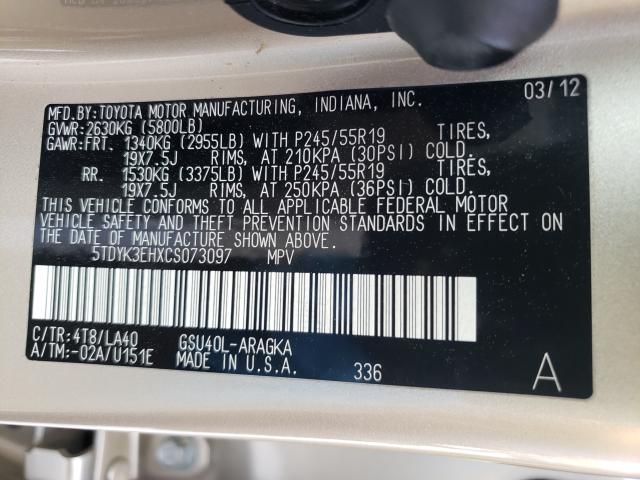 MFD.BY:TOYOTA MOTOR MANUFACTURING, INDIANA, INC. 03/12
GVWR:2630KG (5800LB)
GAWR:FRT. 1340KG (2955LB) WITH P245/55R19 TIRES,
19X7.5J RIMS, AT 210KPA (30PSI) COLD.
RR. 1530KG (3375LB) WITH P245/55R19 TIRES,
19X7.5J RIMS, AT 250KPA (36PSI) COLD.
THIS VEHICLE CONFORMS TO ALL APPLICABLE FEDERAL MOTOR
VEHICLE SAFETY AND THEFT PREVENTION STANDARDS IN EFFECT ON
THE DATE OF MANUFACTURE SHOWN ABOVE.
5TDYK3EHXCS073097 MPV
C/TR:4T8/LA40 GSU40L-ARAGKA
A/TM:-02A/U151E MADE IN U.S.A. 336 A